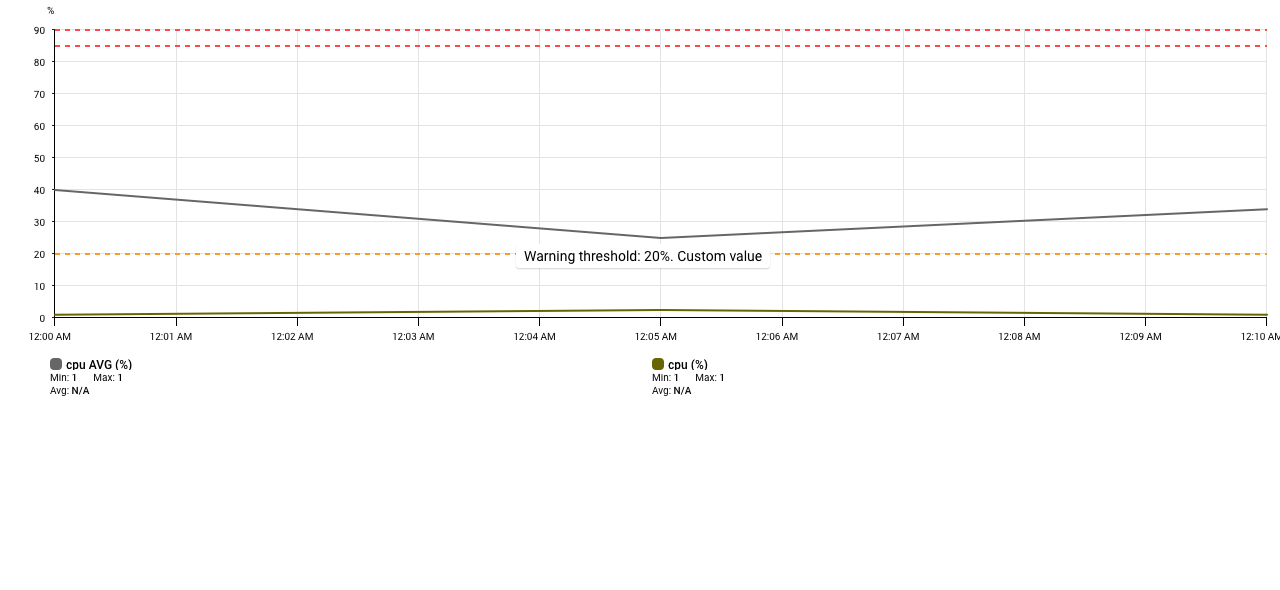 %
90
80
70
60
50
40
30
20
10
0
Warning threshold: 20%. Custom value
12:00 AM 12:01 AM 12:02 AM 12:03 AM 12:04 AM 12:05 AM 12:06 AM 12:07 AM 12:08 AM 12:09 AM 12:10 AM
cpu AVG (%)
Min: 1 Max: 1
Avg: N/A
cpu (%)
Min: 1 Max: 1
Avg: N/A